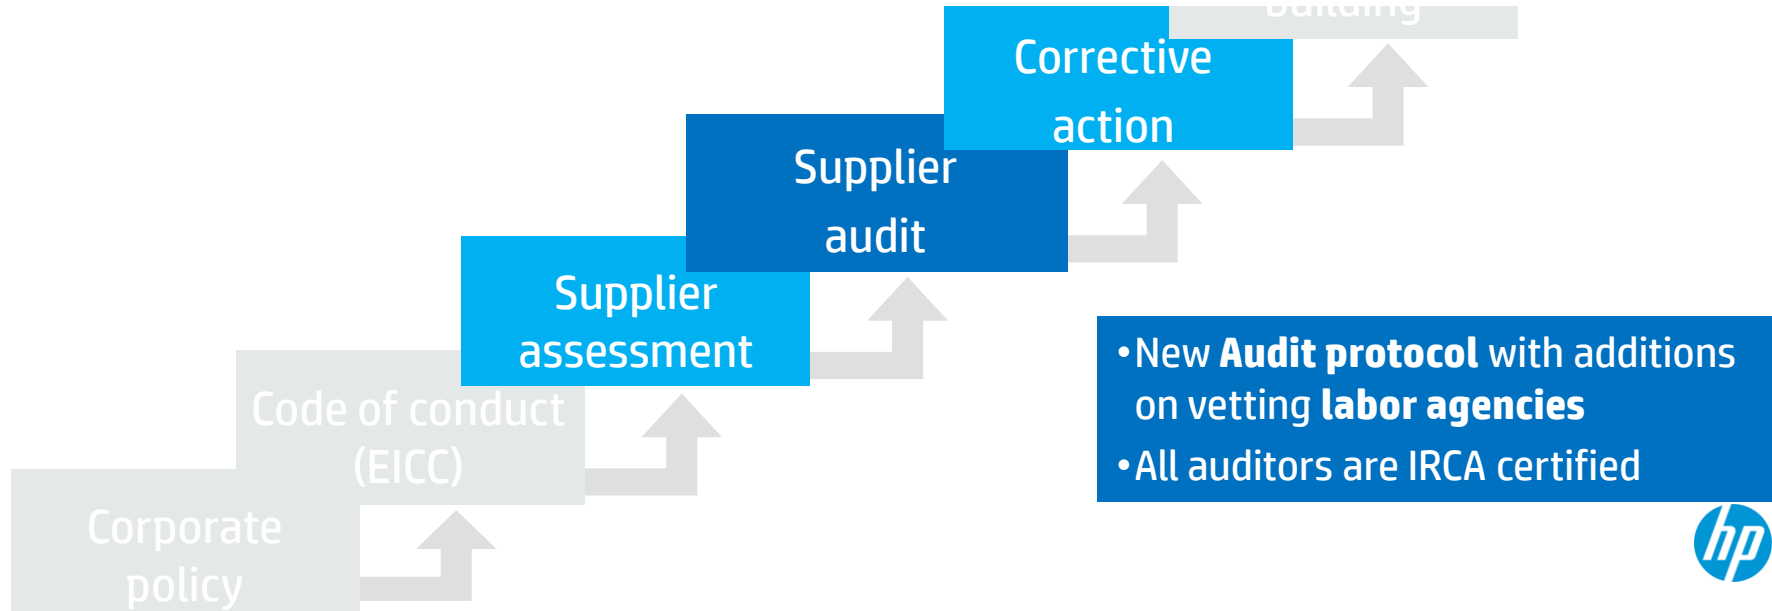 building
Corrective
action
Supplier
audit
Supplier
assessment
Code of conduct
(EICC)
Corporate
policy
•New Audit protocol with additions
on vetting labor agencies
•All auditors are IRCA certified
hp